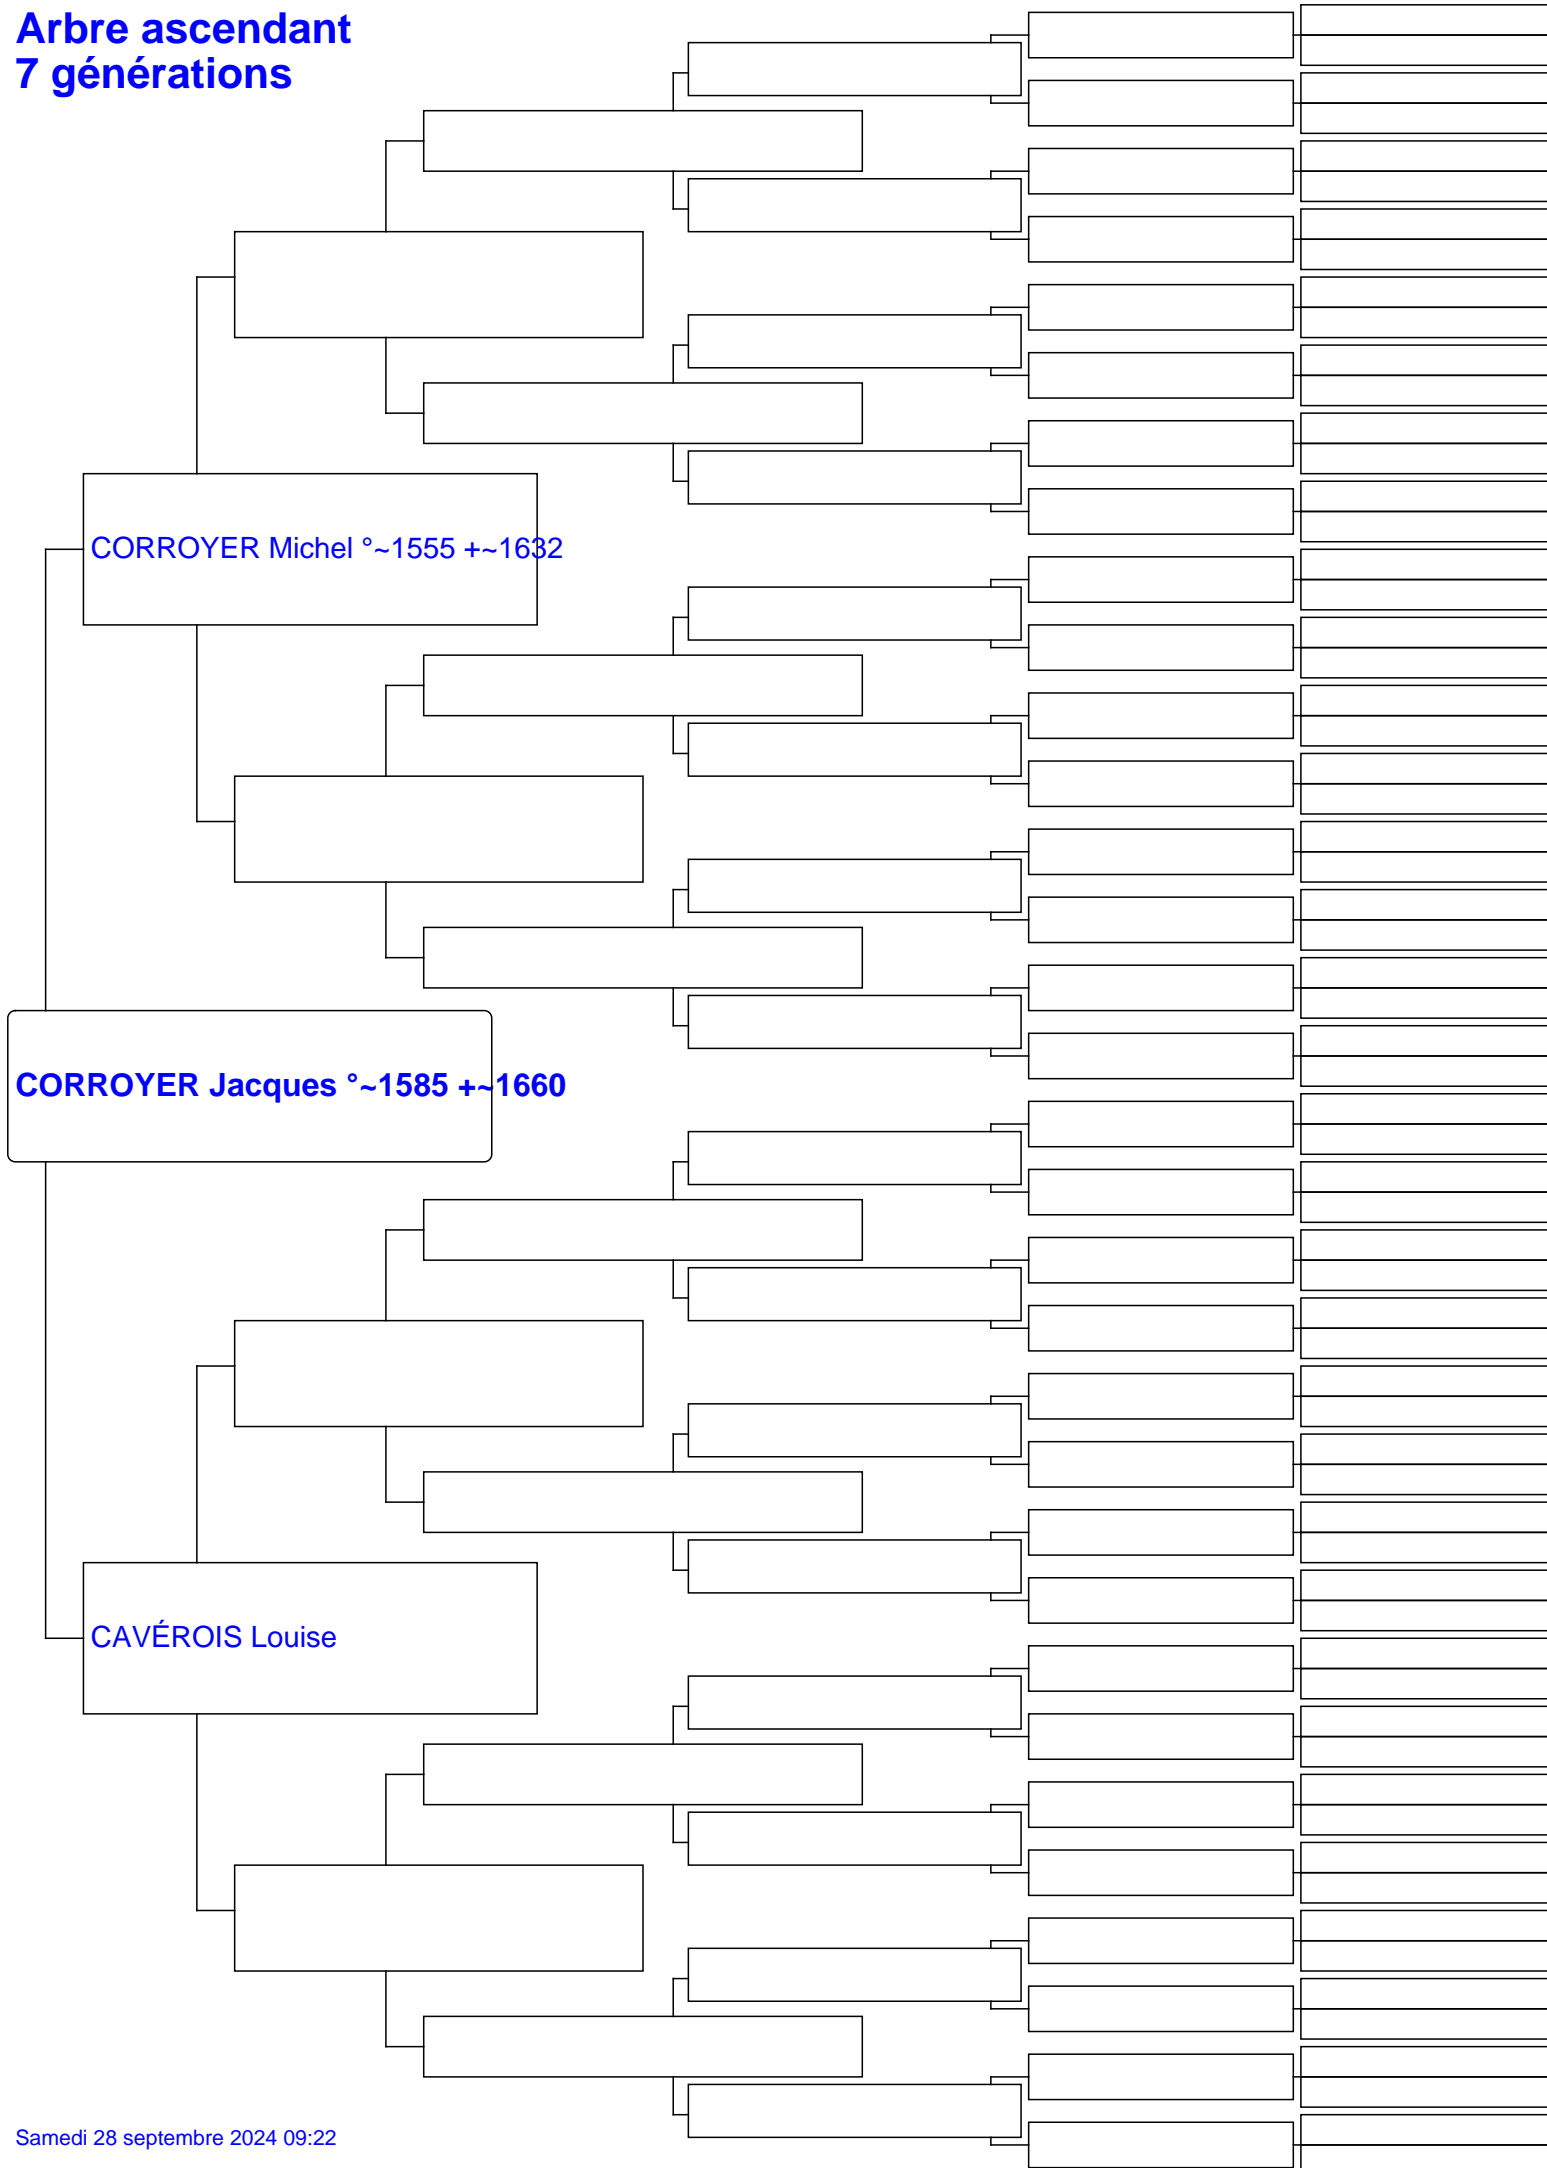 Arbre ascendant
7 générations
CORROYER Michel °~1555 +~1632
CORROYER Jacques °~1585 +~1660
CAVÉROIS Louise
Samedi 28 septembre 2024 09:22